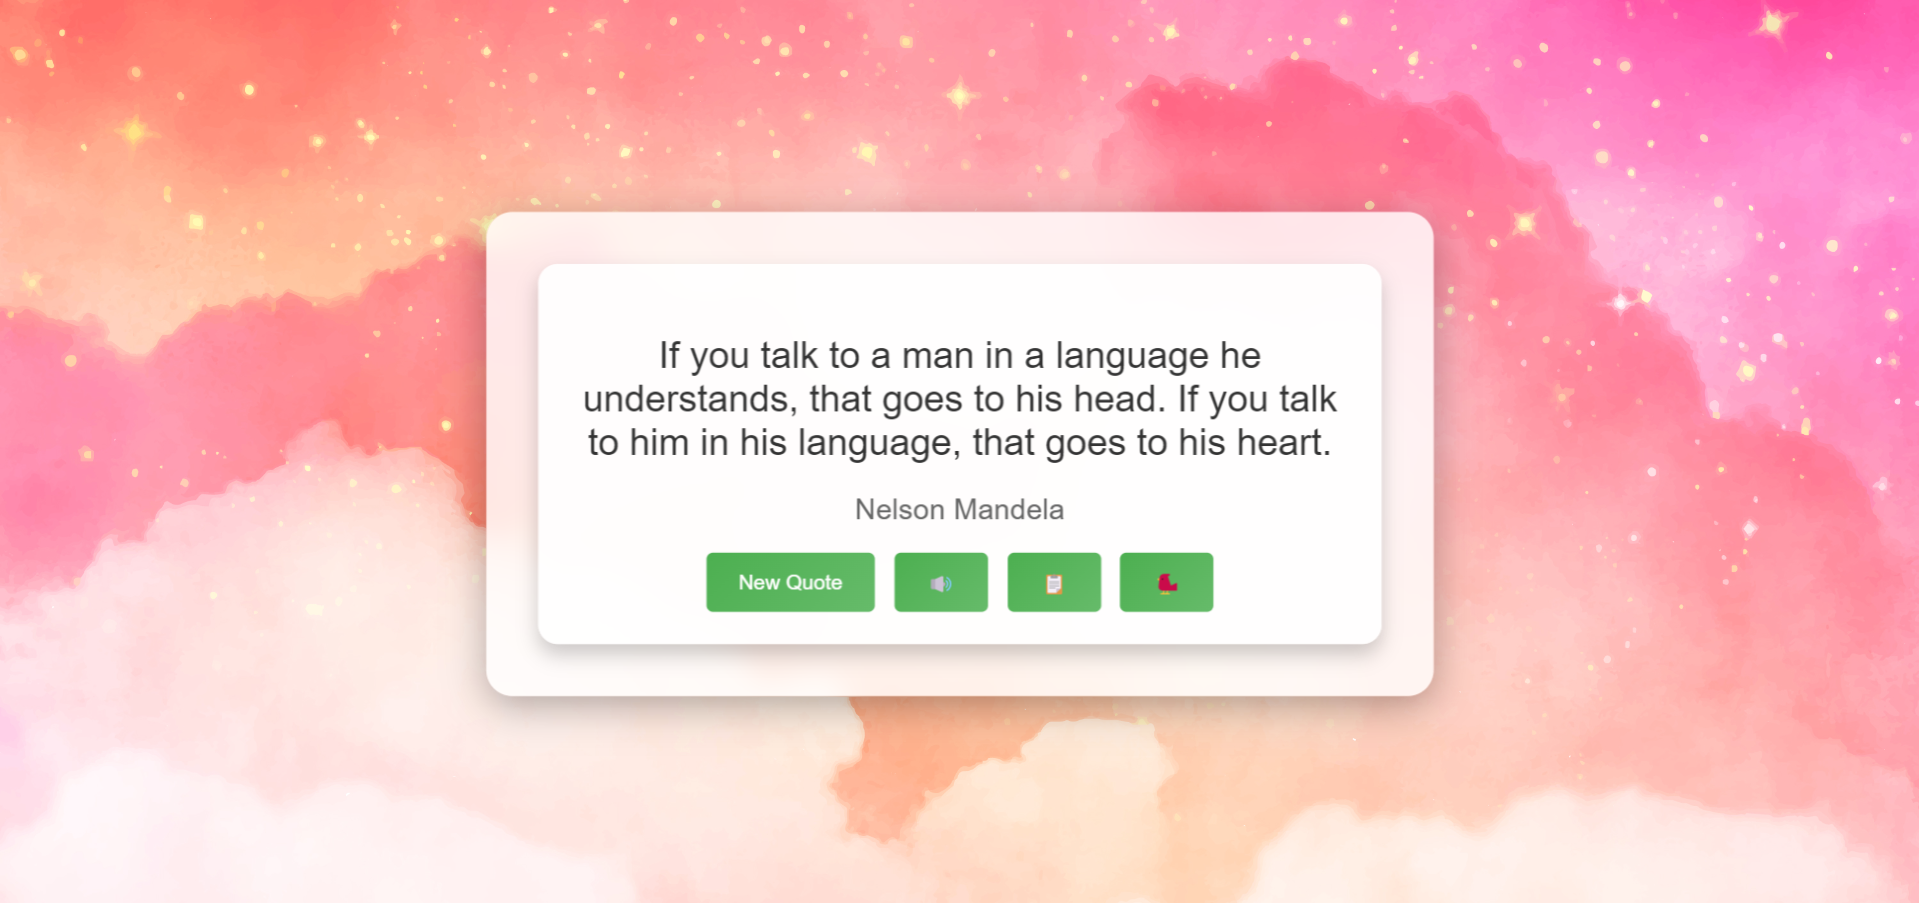 If you talk to a man in a language he
understands, that goes to his head. If you talk
to him in his language, that goes to his heart.
Nelson Mandela
New Quote